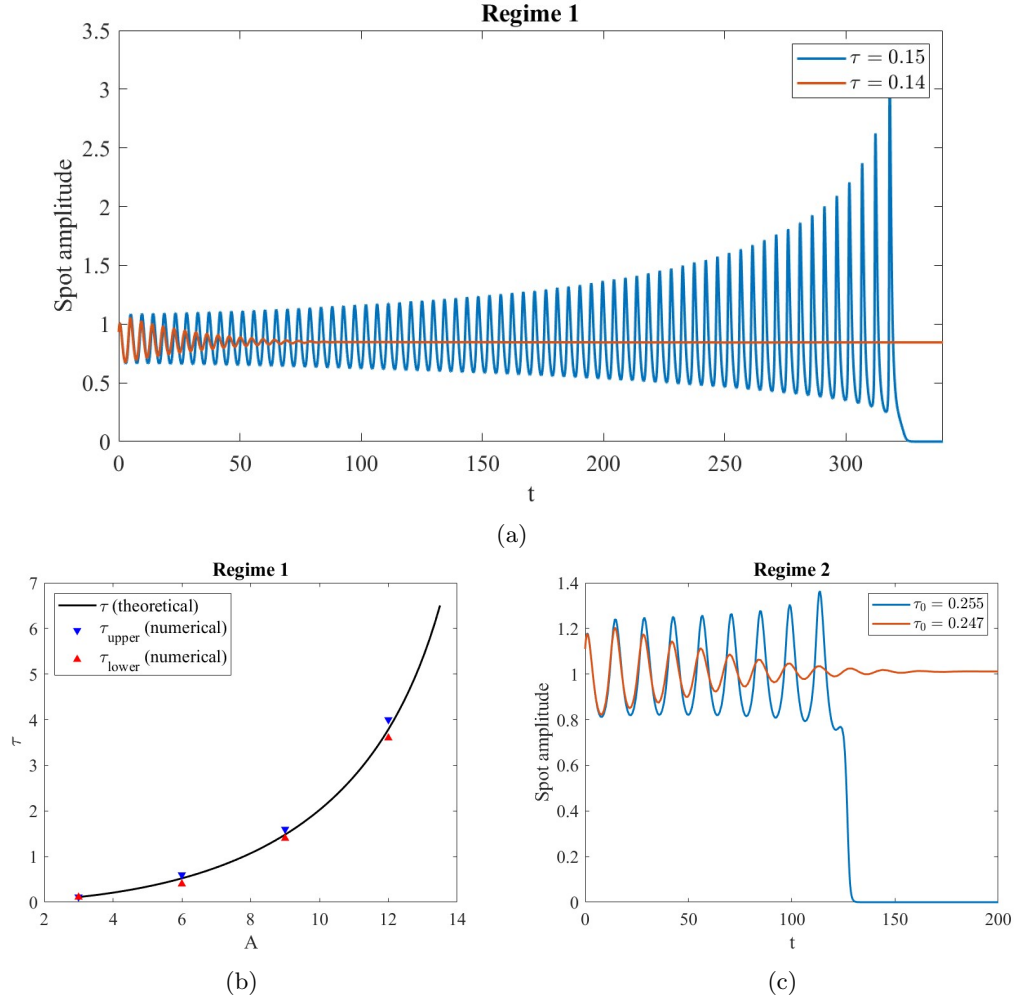 Regime 1
3.5
3
2.5
2
1.5
1
0.5
0
Spot amplitude
τ = 0.15
τ = 0.14
0 50 100 150 200 250 300
t
(a)
Regime 1
7
6
5
4
3
2
1
0
τ
τ (theoretical)
τupper (numerical)
τlower (numerical)
2 4 6 8 10 12 14
A
(b)
Regime 2
1.4
1.2
1
0.8
0.6
0.4
0.2
0
Spot amplitude
τ0 = 0.255
τ0 = 0.247
0 50 100 150 200
t
(c)